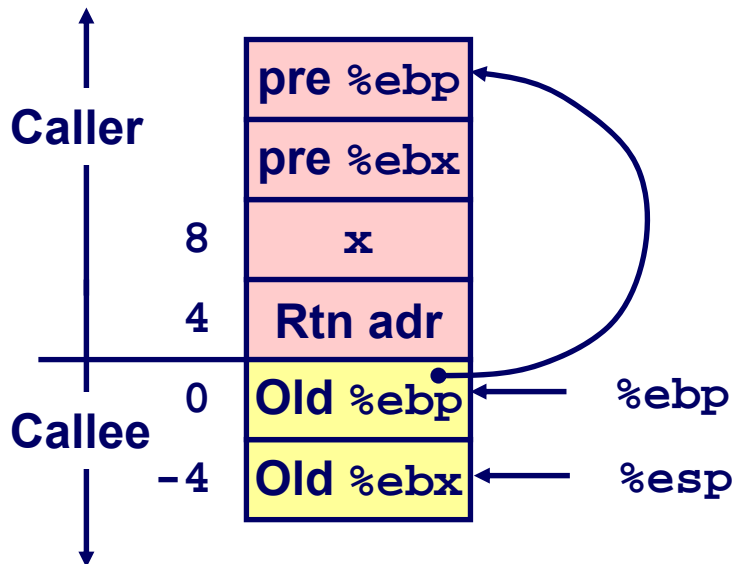 pre %ebp
Caller
pre %ebx
8 x
4 Rtn adr
0 Old %ebp %ebp
Callee
-4 Old %ebx %esp